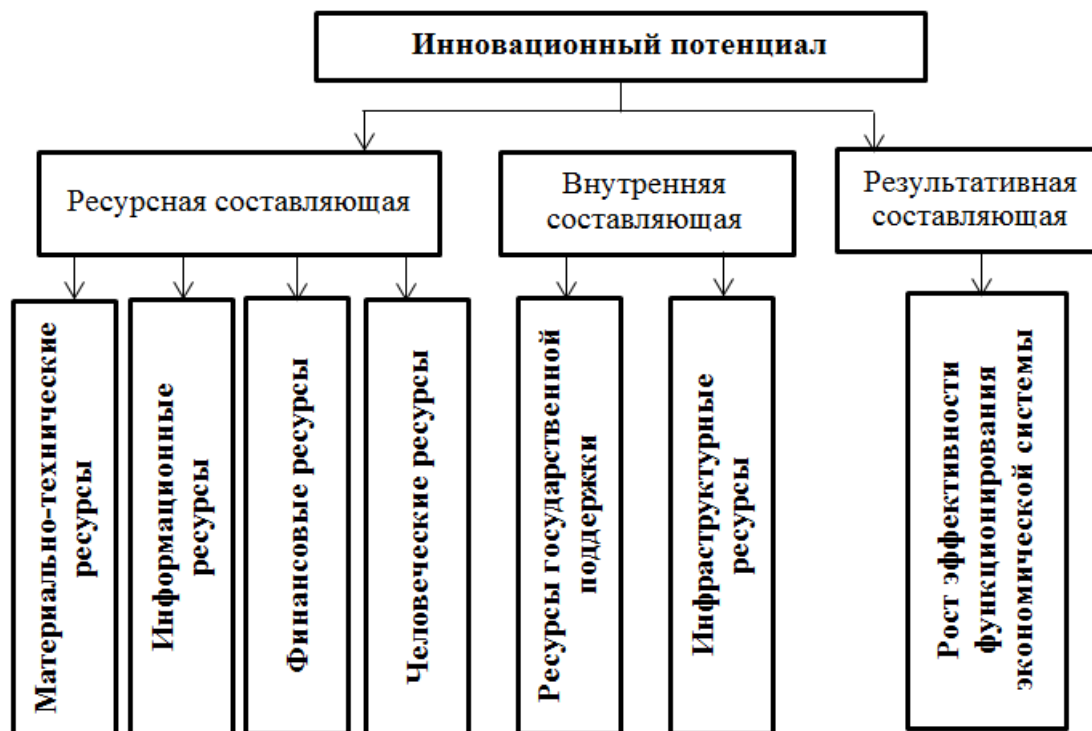 Инновационный потенциал
Ресурсная составляющая
Внутренняя
составляющая
Результативная
составляющая
Материально-технические
ресурсы
Информационные
ресурсы
Финансовые ресурсы
Человеческие ресурсы
Ресурсы государственной
поддержки
Инфраструктурные
ресурсы
Рост эффективности
функционирования
экономической системы